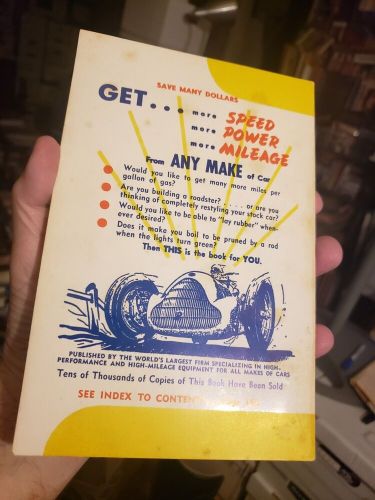 SAVE MANY DOLLARS
GET... more SPEED
more POWER
more MILEAGE
From ANY MAKE of Car
Would you like to get many more miles per
gallon of gas?
Are you building a roadster? . . . . or are you
thinking of completely restyling your stock car?
Would you like to be able to "lay rubber" when-
ever desired?
Does it make you boil to be pruned by a rod
when the lights turn green?
Then THIS is the book for YOU.
PUBLISHED BY THE WORLD'S LARGEST FIRM SPECIALIZING IN HIGH-
PERFORMANCE AND HIGH-MILEAGE EQUIPMENT FOR ALL MAKES OF CARS
Tens of Thousands of Copies of This Book Have Been Sold
SEE INDEX TO CONTENTS